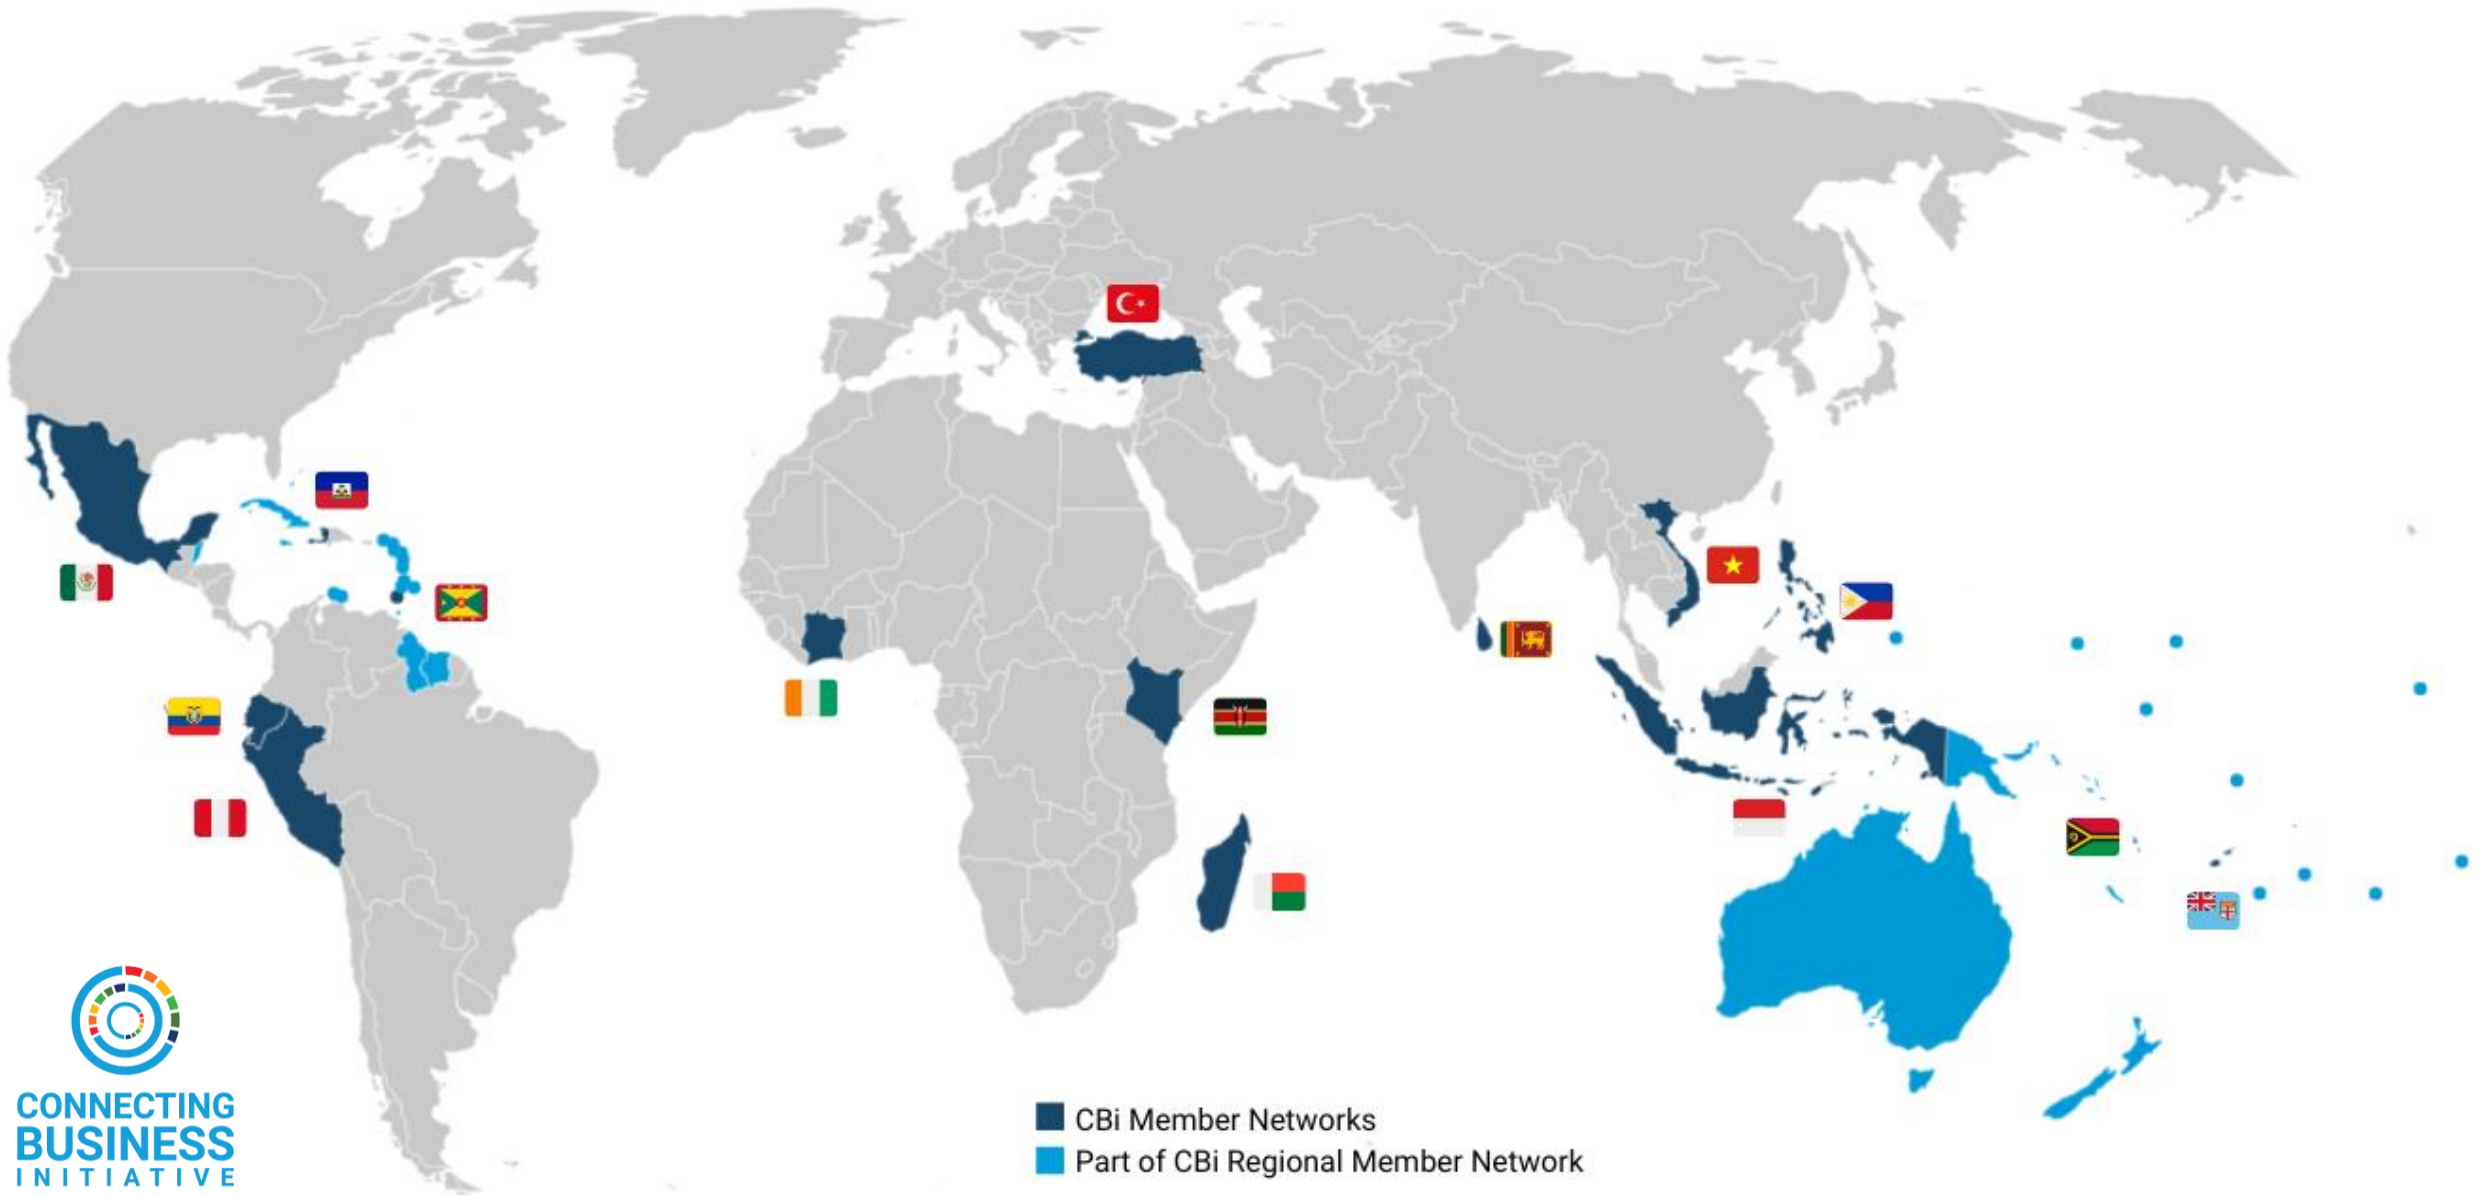 CBi Member Networks
Part of CBi Regional Member Network
CONNECTING
BUSINESS
INITIATIVE